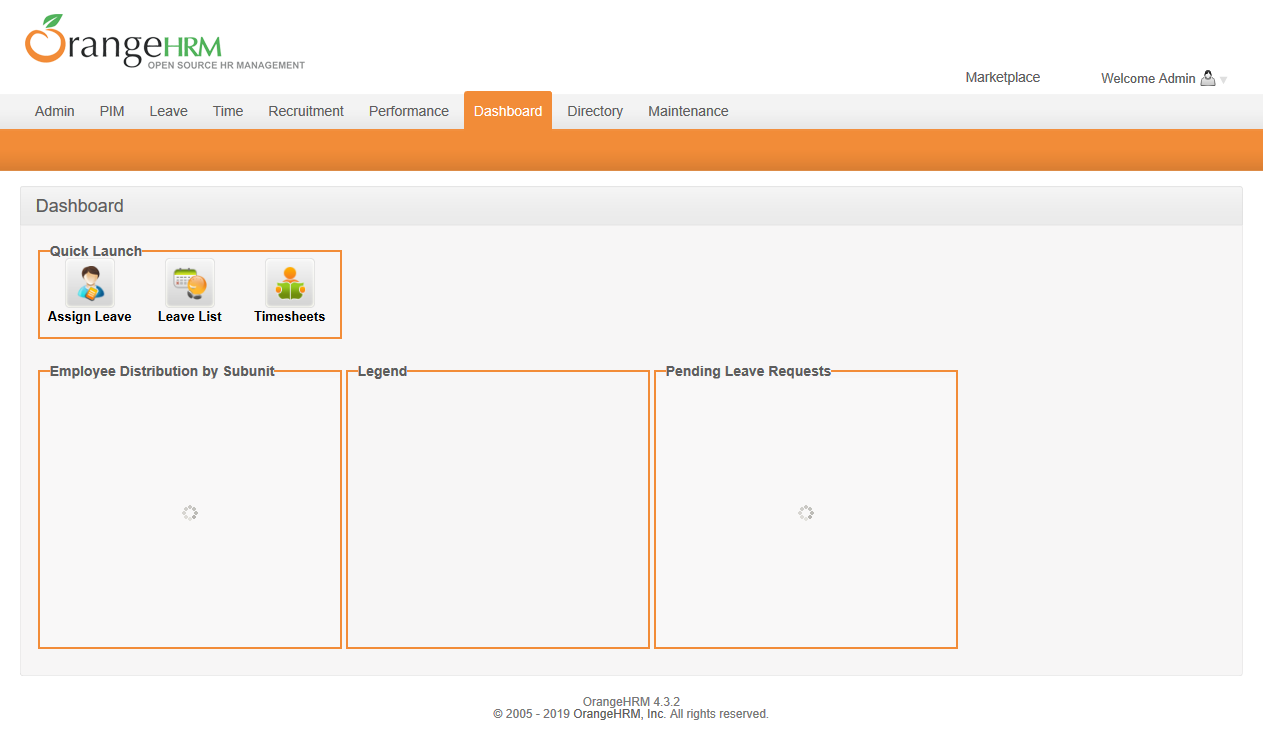 OrangeHRM
OPEN SOURCE HR MANAGEMENT
Marketplace
Welcome Admin
Admin PIM Leave Time Recruitment Performance Dashboard Directory Maintenance
Dashboard
Quick Launch
Assign Leave Leave List Timesheets
Employee Distribution by Subunit Legend Pending Leave Requests
OrangeHRM 4.3.2
© 2005 - 2019 OrangeHRM, Inc. All rights reserved.